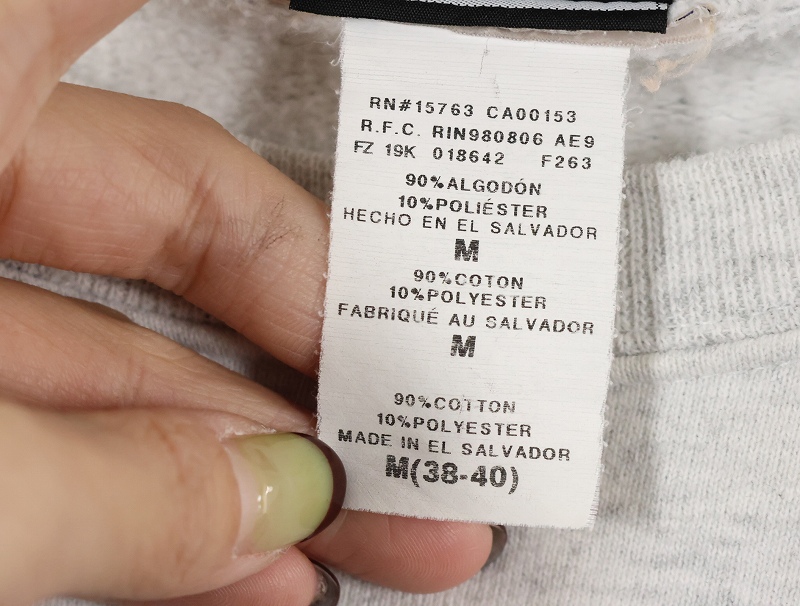 RN#15763 CA00153
R.F.C. RIN980806 AE9
FZ 19K 018642 F263
90%ALGODÓN
10%POLIÉSTER
HECHO EN EL SALVADOR
M
90%COTON
10%POLYESTER
FABRIQUÉ AU SALVADOR
M
90%COTTON
10%POLYESTER
MADE IN EL SALVADOR
M(38-40)